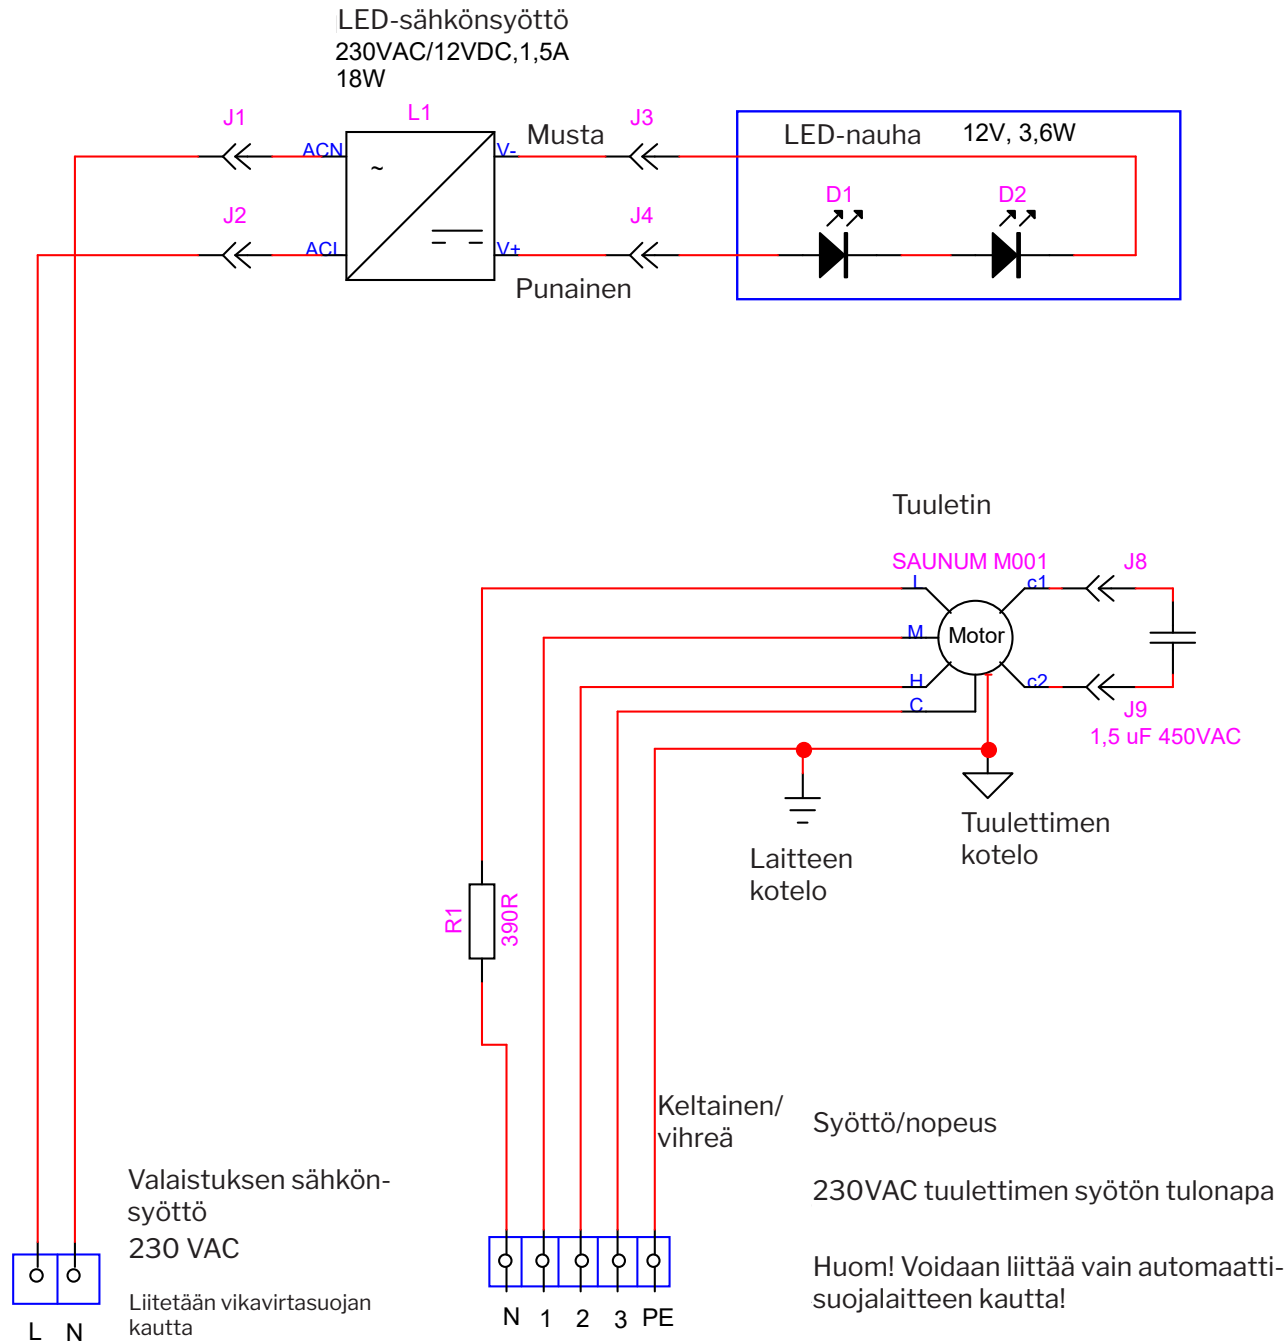 LED-sähkönsyöttö
230VAC/12VDC,1,5A
18W
J1
L1
J3
Musta
LED-nauha
12V, 3,6W
ACN
V-
~
D1
D2
J2
J4
ACL
V+
Punainen
Tuuletin
SAUNUM M001
J8
L
c1
M
Motor
H
c2
C
J9
1,5 uF 450VAC
Tuulettimen
kotelo
Laitteen
kotelo
R1
390R
Keltainen/
vihreä
Syöttö/nopeus
230VAC tuulettimen syötön tulonapa
Huom! Voidaan liittää vain automaatti-
suojalaitteen kautta!
Valaistuksen sähkön-
syöttö
230 VAC
Liitetään vikavirtasuojan
kautta
L N
N 1 2 3 PE